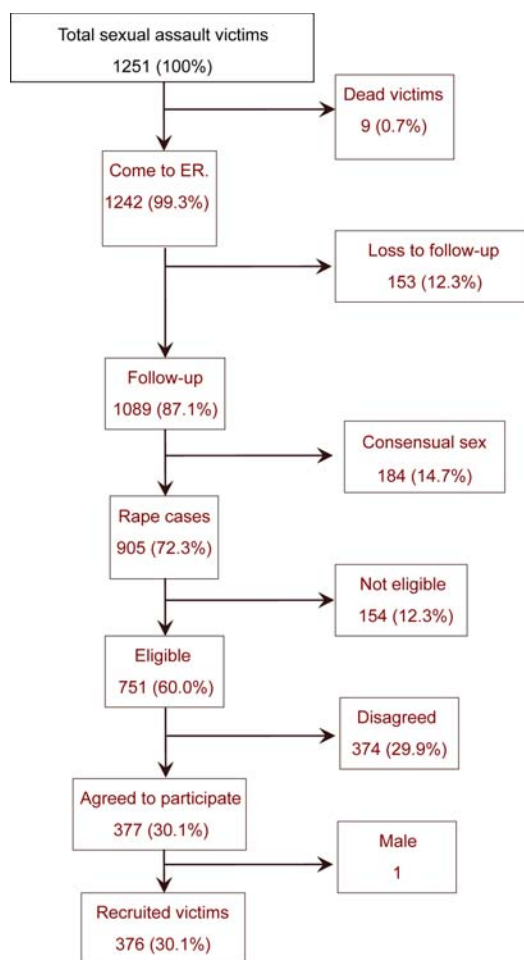 Total sexual assault victims
1251 (100%)
Dead victims
9 (0.7%)
Come to ER.
1242 (99.3%)
Loss to follow-up
153 (12.3%)
Follow-up
1089 (87.1%)
Consensual sex
184 (14.7%)
Rape cases
905 (72.3%)
Not eligible
154 (12.3%)
Eligible
751 (60.0%)
Disagreed
374 (29.9%)
Agreed to participate
377 (30.1%)
Male
1
Recruited victims
376 (30.1%)